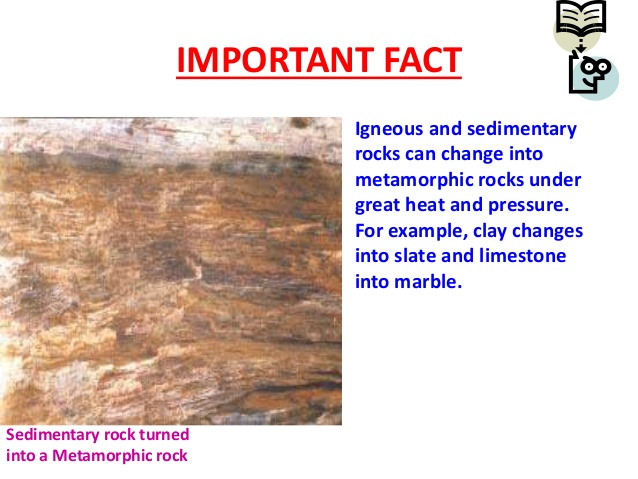 IMPORTANT FACT
Igneous and sedimentary
rocks can change into
metamorphic rocks under
great heat and pressure.
For example, clay changes
into slate and limestone
into marble.
Sedimentary rock turned
into a Metamorphic rock